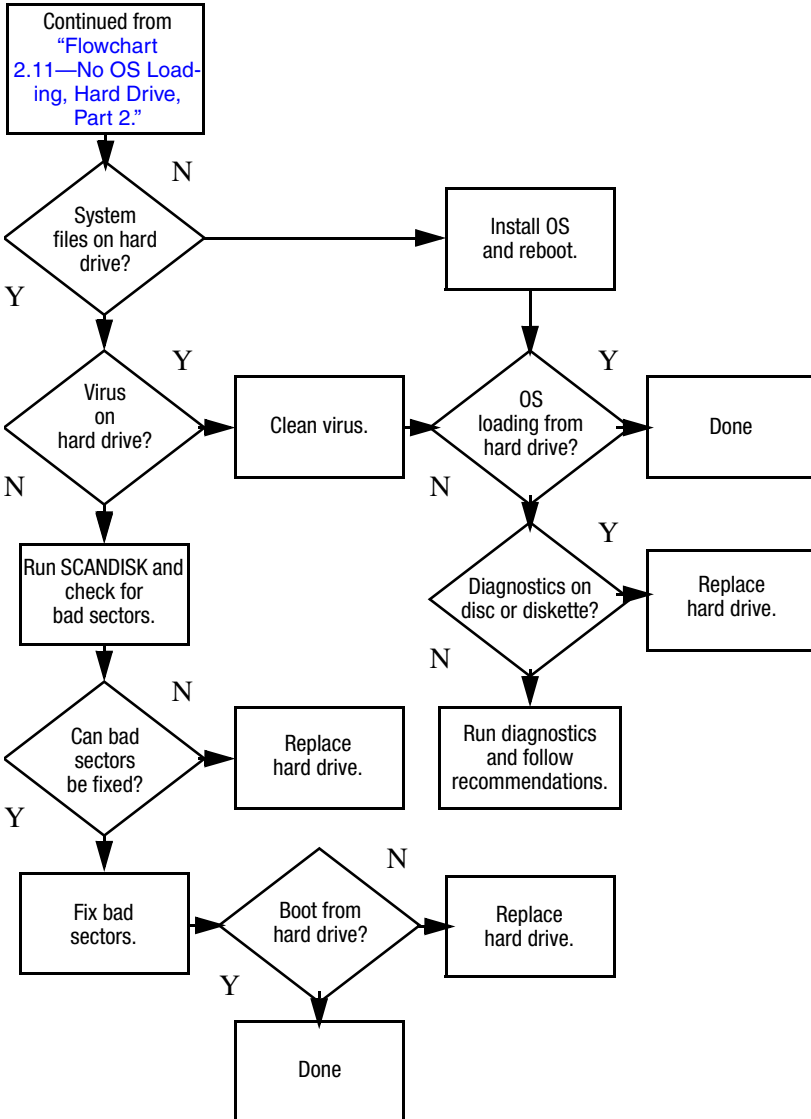 Continued from
“Flowchart
2.11—No OS Load-
ing, Hard Drive,
Part 2.”
N
System
files on hard
drive?
Install OS
and reboot.
Y
Y
Virus
on
hard drive?
Clean virus.
Y
OS
loading from
hard drive?
Done
N
N
Run SCANDISK and
check for
bad sectors.
Y
Diagnostics on
disc or diskette?
Replace
hard drive.
N
N
Can bad
sectors
be fixed?
Replace
hard drive.
Run diagnostics
and follow
recommendations.
Y
Fix bad
sectors.
N
Boot from
hard drive?
Replace
hard drive.
Y
Done